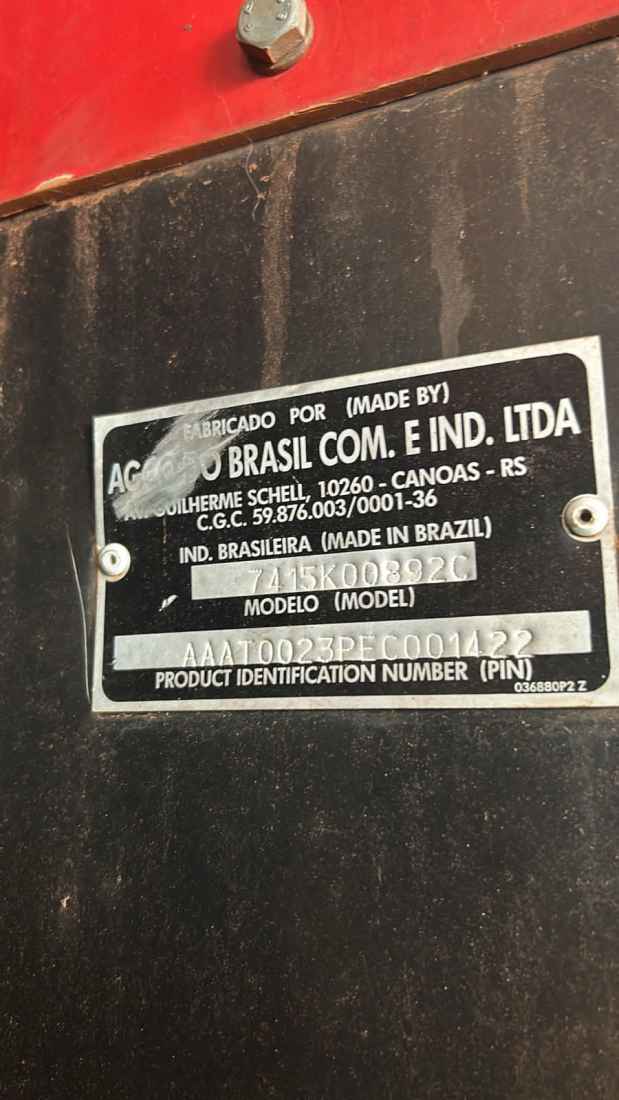 FABRICADO POR (MADE BY)
BRASIL COM. E IND. LTDA
GUILHERME SCHELL, 10260 - CANOAS - RS
C.G.C. 59.876.003/0001-36
IND. BRASILEIRA (MADE IN BRAZIL)
7415K00892C
MODELO (MODEL)
AAAT0023PEC001422
PRODUCT IDENTIFICATION NUMBER (PIN)
036880P2 Z